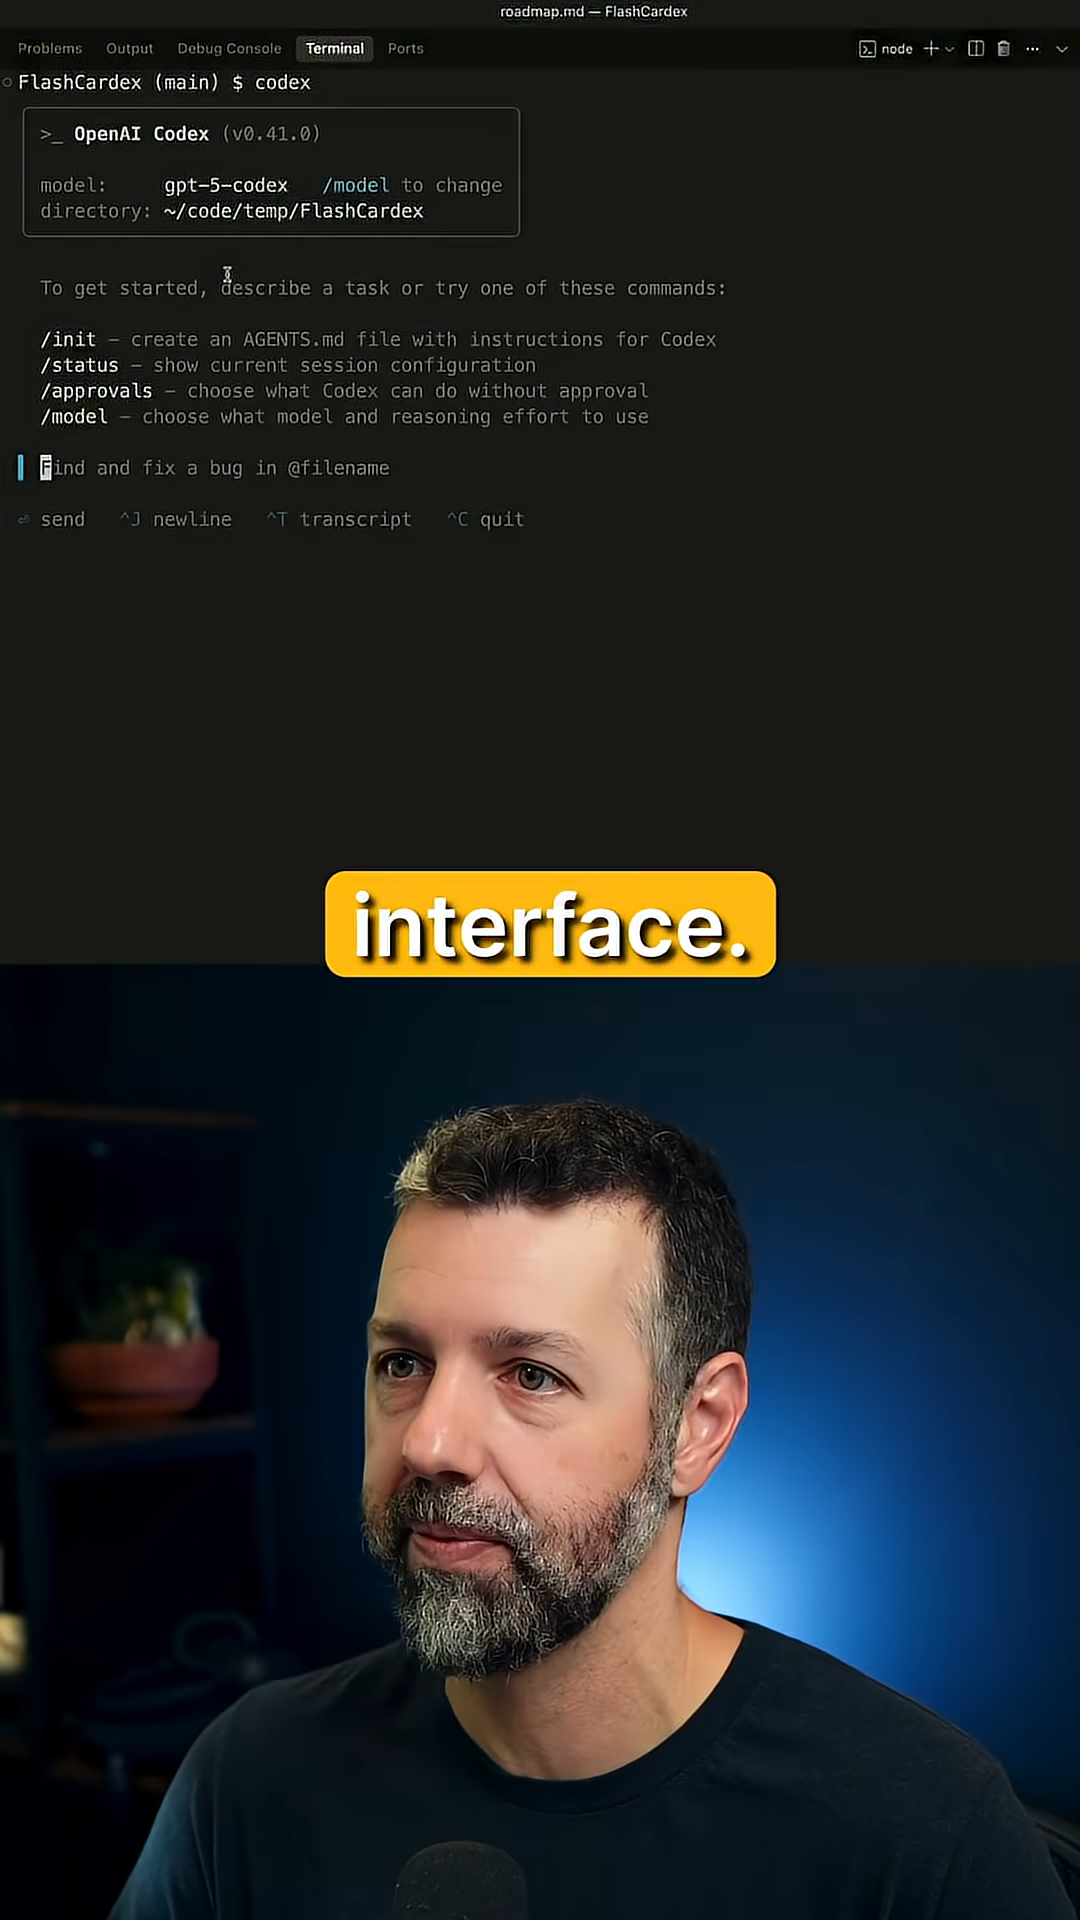 roadmap.md — FlashCardex
Problems Output Debug Console Terminal Ports node
FlashCardex (main) $ codex
>_ OpenAI Codex (v0.41.0)
model: gpt-5-codex /model to change
directory: ~/code/temp/FlashCardex
To get started, describe a task or try one of these commands:
/init – create an AGENTS.md file with instructions for Codex
/status – show current session configuration
/approvals – choose what Codex can do without approval
/model – choose what model and reasoning effort to use
Find and fix a bug in @filename
⏎ send ^J newline ^T transcript ^C quit
interface.